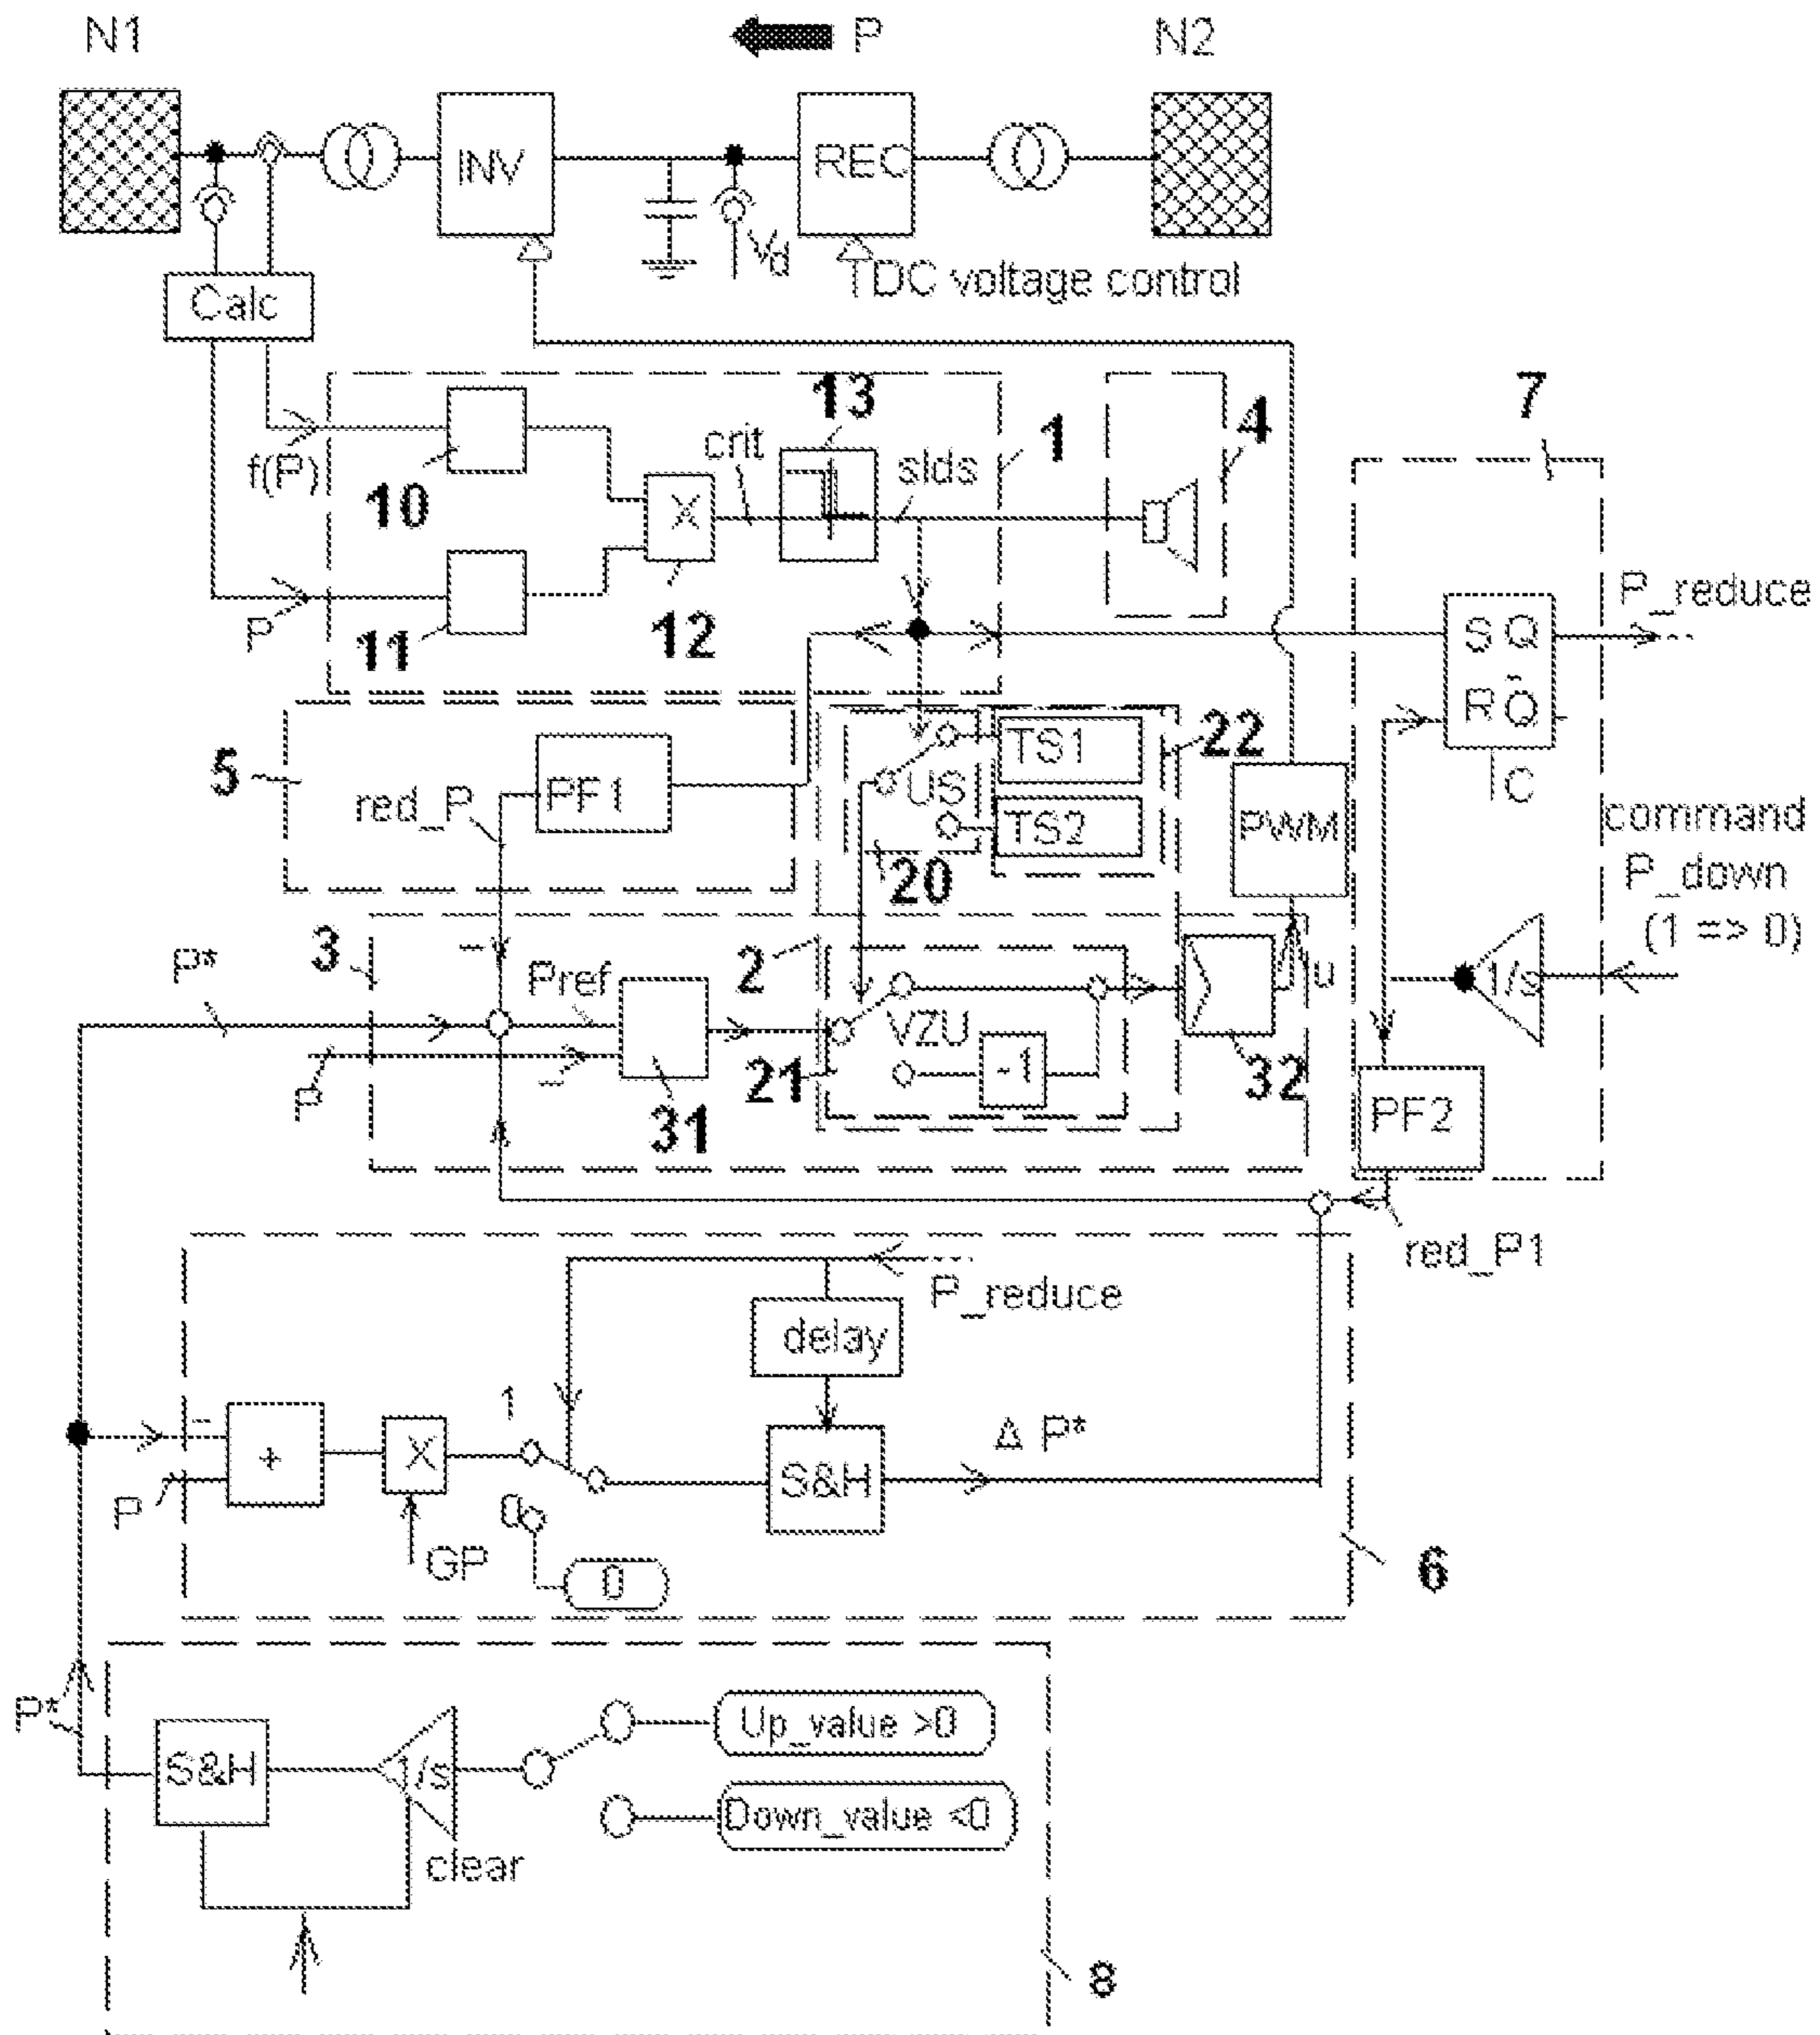 N1
P
N2
INV
REC
Vd
DC voltage control
Calc
f(P)
10
13
crit
slds
1
4
7
X
P
11
12
S Q
R Q
C
P_reduce
5
PF1
red_P
US
TS1
TS2
22
20
PWM
command
P_down
(1 => 0)
3
P*
Pref
2
VZU
21
-1
u
1/s
P
-
31
32
PF2
red_P1
P_reduce
delay
1
Δ P*
-
+
X
S&H
P
GP
0
0
6
P*
S&H
1/s
Up_value >0
Down_value <0
clear
8